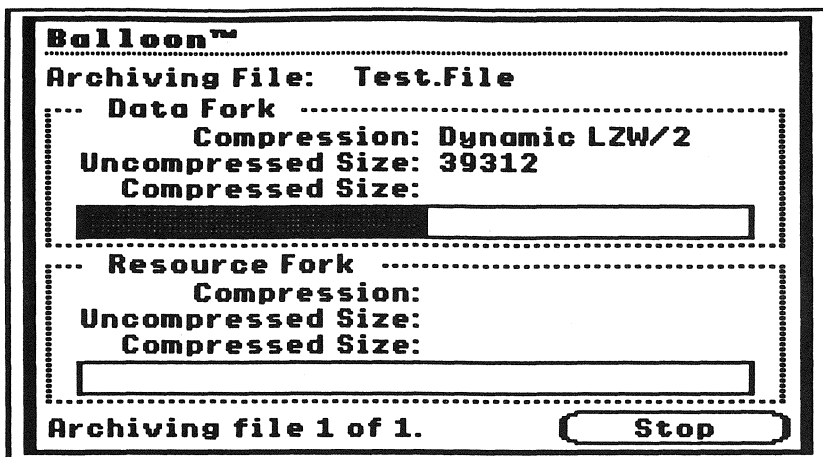 Balloon™
Archiving File: Test.File
Data Fork
Compression: Dynamic LZW/2
Uncompressed Size: 39312
Compressed Size:
Resource Fork
Compression:
Uncompressed Size:
Compressed Size:
Archiving file 1 of 1.
Stop